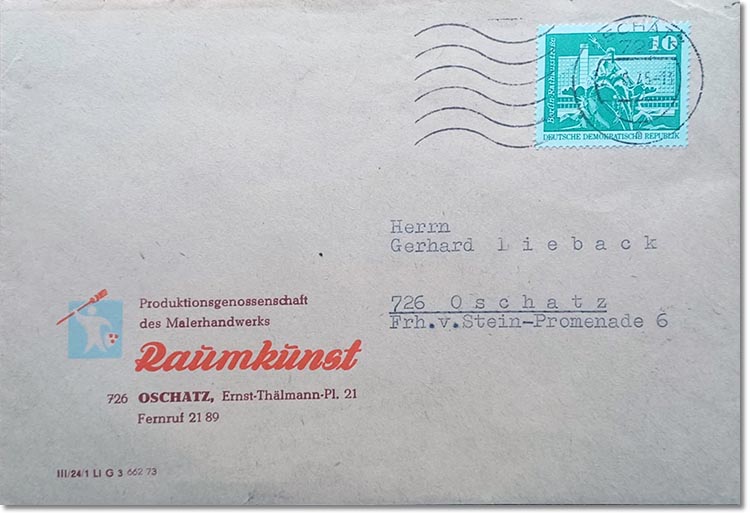 10
Berlin-Rathausstraße
DEUTSCHE DEMOKRATISCHE REPUBLIK
OSCHATZ
Herrn
Gerhard Lieback
726 Oschatz
Frh.v.Stein-Promenade 6
Produktionsgenossenschaft
des Malerhandwerks
Raumkunst
726 OSCHATZ, Ernst-Thälmann-Pl. 21
Fernruf 21 89
III/24/1 LI G 3 662 73